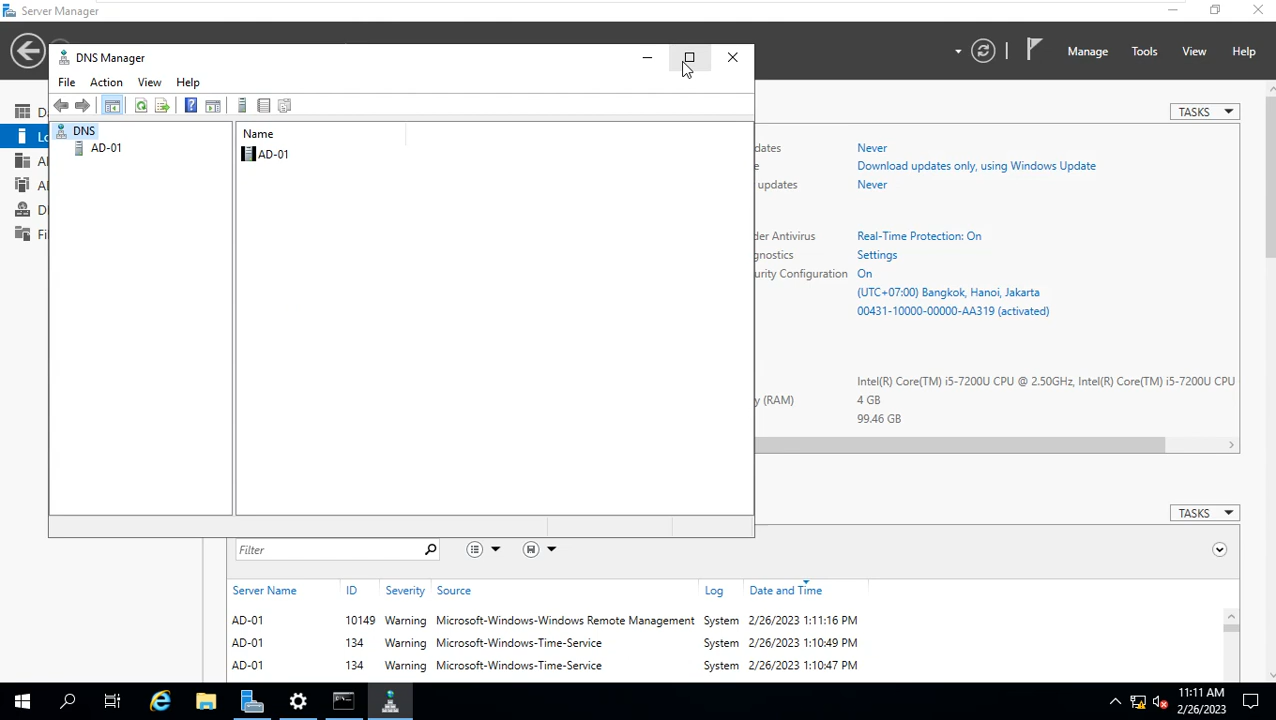 Server Manager
Manage
Tools
View
Help
DNS Manager
File
Action
View
Help
DNS
AD-01
Name
AD-01
TASKS
dates
Never
Download updates only, using Windows Update
updates
Never
der Antivirus
Real-Time Protection: On
gnostics
Settings
urity Configuration
On
(UTC+07:00) Bangkok, Hanoi, Jakarta
00431-10000-00000-AA319 (activated)
Intel(R) Core(TM) i5-7200U CPU @ 2.50GHz, Intel(R) Core(TM) i5-7200U CPU
y (RAM)
4 GB
99.46 GB
TASKS
Filter
Server Name ID Severity Source Log Date and Time
AD-01 10149 Warning Microsoft-Windows-Windows Remote Management System 2/26/2023 1:11:16 PM
AD-01 134 Warning Microsoft-Windows-Time-Service System 2/26/2023 1:10:49 PM
AD-01 134 Warning Microsoft-Windows-Time-Service System 2/26/2023 1:10:47 PM
11:11 AM
2/26/2023